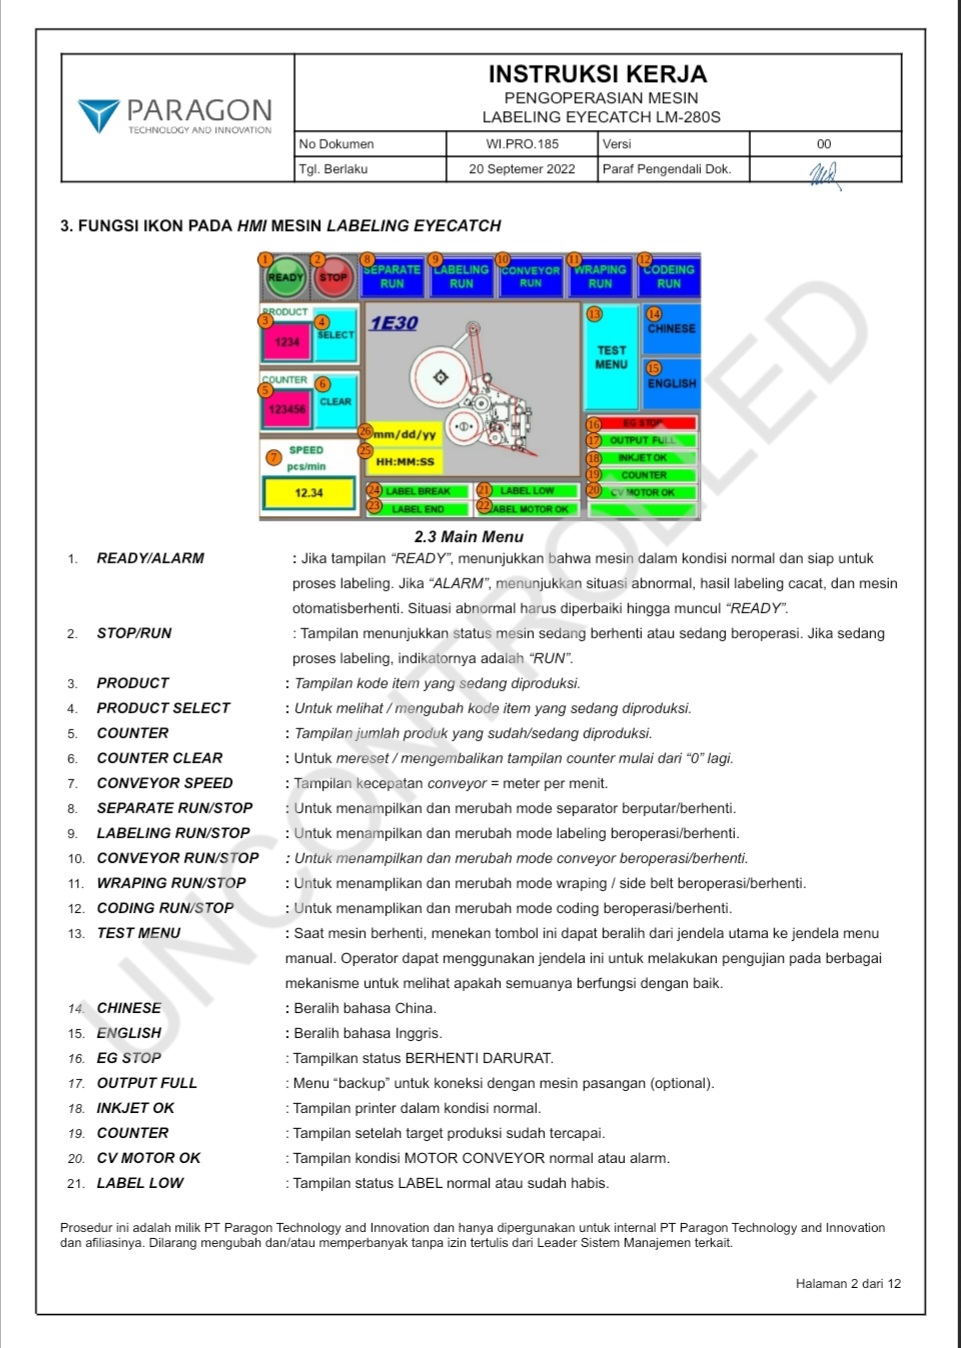 PARAGON
TECHNOLOGY AND INNOVATION
INSTRUKSI KERJA
PENGOPERASIAN MESIN
LABELING EYECATCH LM-280S
No Dokumen WI.PRO.185 Versi 00
Tgl. Berlaku 20 Septemer 2022 Paraf Pengendali Dok.
3. FUNGSI IKON PADA HMI MESIN LABELING EYECATCH
1 READY 2 STOP 8 SEPARATE RUN 9 LABELING RUN 10 CONVEYOR RUN 11 WRAPING RUN 12 CODEING RUN
PRODUCT
3 1234 4 SELECT
COUNTER
5 123456 6 CLEAR
7 SPEED
pcs/min
12.34
1E30
26 mm/dd/yy
25 HH:MM:SS
13 TEST MENU
14 CHINESE
15 ENGLISH
16 EG STOP
17 OUTPUT FULL
18 INKJET OK
19 COUNTER
20 CV MOTOR OK
24 LABEL BREAK 21 LABEL LOW
23 LABEL END 22 LABEL MOTOR OK
2.3 Main Menu
1. READY/ALARM : Jika tampilan “READY”, menunjukkan bahwa mesin dalam kondisi normal dan siap untuk
proses labeling. Jika “ALARM”, menunjukkan situasi abnormal, hasil labeling cacat, dan mesin
otomatisberhenti. Situasi abnormal harus diperbaiki hingga muncul “READY”.
2. STOP/RUN : Tampilan menunjukkan status mesin sedang berhenti atau sedang beroperasi. Jika sedang
proses labeling, indikatornya adalah “RUN”.
3. PRODUCT : Tampilan kode item yang sedang diproduksi.
4. PRODUCT SELECT : Untuk melihat / mengubah kode item yang sedang diproduksi.
5. COUNTER : Tampilan jumlah produk yang sudah/sedang diproduksi.
6. COUNTER CLEAR : Untuk mereset / mengembalikan tampilan counter mulai dari “0” lagi.
7. CONVEYOR SPEED : Tampilan kecepatan conveyor = meter per menit.
8. SEPARATE RUN/STOP : Untuk menampilkan dan merubah mode separator berputar/berhenti.
9. LABELING RUN/STOP : Untuk menampilkan dan merubah mode labeling beroperasi/berhenti.
10. CONVEYOR RUN/STOP : Untuk menampilkan dan merubah mode conveyor beroperasi/berhenti.
11. WRAPING RUN/STOP : Untuk menamplikan dan merubah mode wraping / side belt beroperasi/berhenti.
12. CODING RUN/STOP : Untuk menamplikan dan merubah mode coding beroperasi/berhenti.
13. TEST MENU : Saat mesin berhenti, menekan tombol ini dapat beralih dari jendela utama ke jendela menu
manual. Operator dapat menggunakan jendela ini untuk melakukan pengujian pada berbagai
mekanisme untuk melihat apakah semuanya berfungsi dengan baik.
14. CHINESE : Beralih bahasa China.
15. ENGLISH : Beralih bahasa Inggris.
16. EG STOP : Tampilkan status BERHENTI DARURAT.
17. OUTPUT FULL : Menu “backup” untuk koneksi dengan mesin pasangan (optional).
18. INKJET OK : Tampilan printer dalam kondisi normal.
19. COUNTER : Tampilan setelah target produksi sudah tercapai.
20. CV MOTOR OK : Tampilan kondisi MOTOR CONVEYOR normal atau alarm.
21. LABEL LOW : Tampilan status LABEL normal atau sudah habis.
UNCONTROLLED
Prosedur ini adalah milik PT Paragon Technology and Innovation dan hanya dipergunakan untuk internal PT Paragon Technology and Innovation
dan afiliasinya. Dilarang mengubah dan/atau memperbanyak tanpa izin tertulis dari Leader Sistem Manajemen terkait.
Halaman 2 dari 12